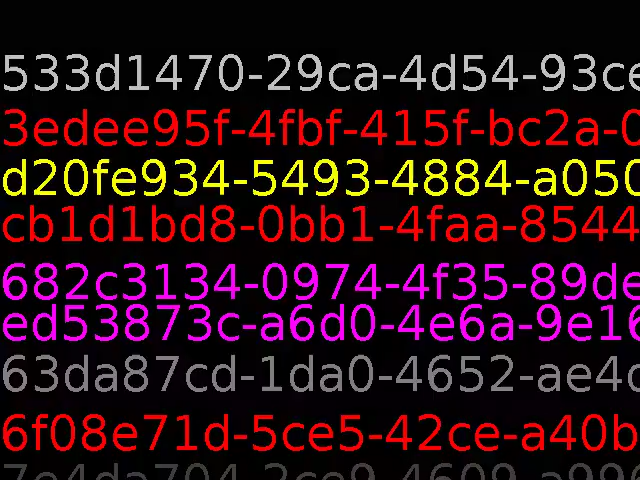 533d1470-29ca-4d54-93ce
3edee95f-4fbf-415f-bc2a-0
d20fe934-5493-4884-a050
cb1d1bd8-0bb1-4faa-8544
682c3134-0974-4f35-89de
ed53873c-a6d0-4e6a-9e16
63da87cd-1da0-4652-ae4c
6f08e71d-5ce5-42ce-a40b